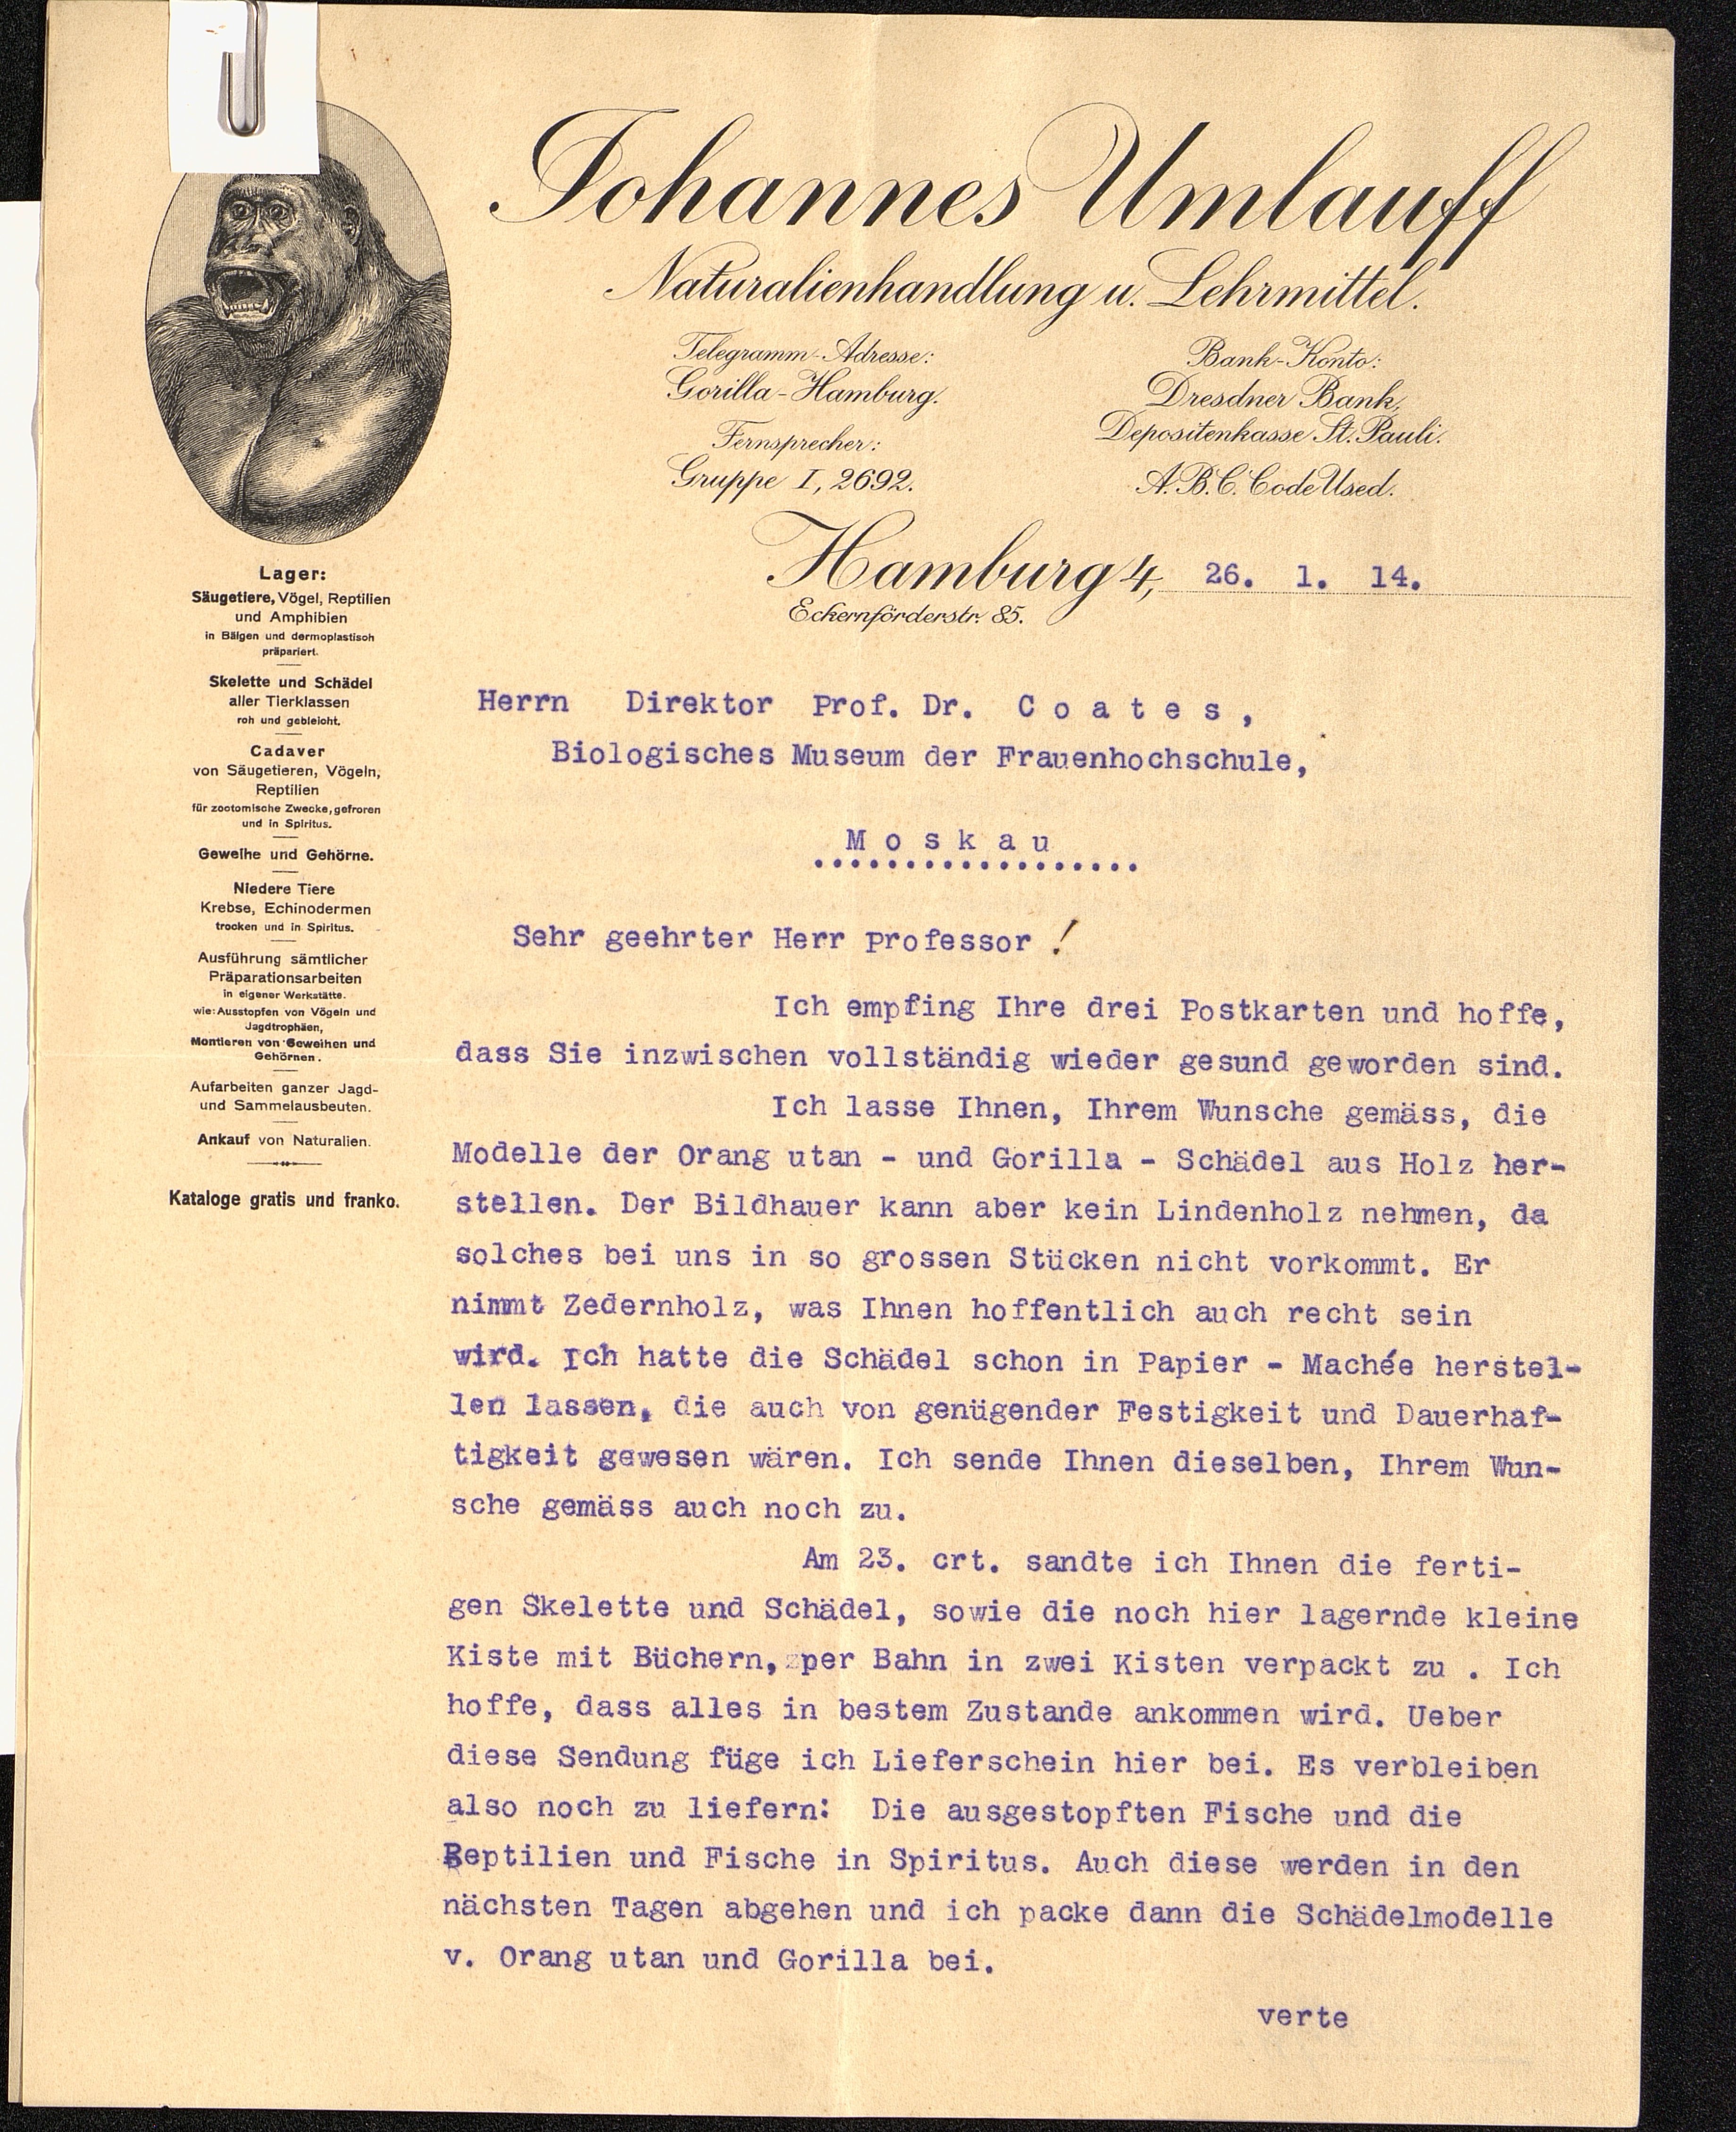 Johannes Umlauff
Naturalienhandlung u. Lehrmittel.
Telegramm-Adresse:
Gorilla-Hamburg.
Fernsprecher:
Gruppe I, 2692.
Bank-Konto:
Dresdner Bank,
Depositenkasse St. Pauli.
A.B.C. Code Used.
Hamburg 4, 26. 1. 14.
Eckernförderstr. 85.
Lager:
Säugetiere, Vögel, Reptilien
und Amphibien
in Bälgen und dermoplastisch
präpariert.
Skelette und Schädel
aller Tierklassen
roh und gebleicht.
Cadaver
von Säugetieren, Vögeln,
Reptilien
für zootomische Zwecke, gefroren
und in Spiritus.
Geweihe und Gehörne.
Niedere Tiere
Krebse, Echinodermen
trocken und in Spiritus.
Ausführung sämtlicher
Präparationsarbeiten
in eigener Werkstätte.
wie: Ausstopfen von Vögeln und
Jagdtrophäen,
Montieren von Geweihen und
Gehörnen.
Aufarbeiten ganzer Jagd-
und Sammelausbeuten.
Ankauf von Naturalien.
Kataloge gratis und franko.
Herrn Direktor Prof. Dr. C o a t e s ,
Biologisches Museum der Frauenhochschule,
M o s k a u
Sehr geehrter Herr Professor !
Ich empfing Ihre drei Postkarten und hoffe,
dass Sie inzwischen vollständig wieder gesund geworden sind.
Ich lasse Ihnen, Ihrem Wunsche gemäss, die
Modelle der Orang utan - und Gorilla - Schädel aus Holz her-
stellen. Der Bildhauer kann aber kein Lindenholz nehmen, da
solches bei uns in so grossen Stücken nicht vorkommt. Er
nimmt Zedernholz, was Ihnen hoffentlich auch recht sein
wird. Ich hatte die Schädel schon in Papier - Machée herstel-
len lassen, die auch von genügender Festigkeit und Dauerhaf-
tigkeit gewesen wären. Ich sende Ihnen dieselben, Ihrem Wun-
sche gemäss auch noch zu.
Am 23. crt. sandte ich Ihnen die ferti-
gen Skelette und Schädel, sowie die noch hier lagernde kleine
Kiste mit Büchern, per Bahn in zwei Kisten verpackt zu . Ich
hoffe, dass alles in bestem Zustande ankommen wird. Ueber
diese Sendung füge ich Lieferschein hier bei. Es verbleiben
also noch zu liefern: Die ausgestopften Fische und die
Reptilien und Fische in Spiritus. Auch diese werden in den
nächsten Tagen abgehen und ich packe dann die Schädelmodelle
v. Orang utan und Gorilla bei.
verte